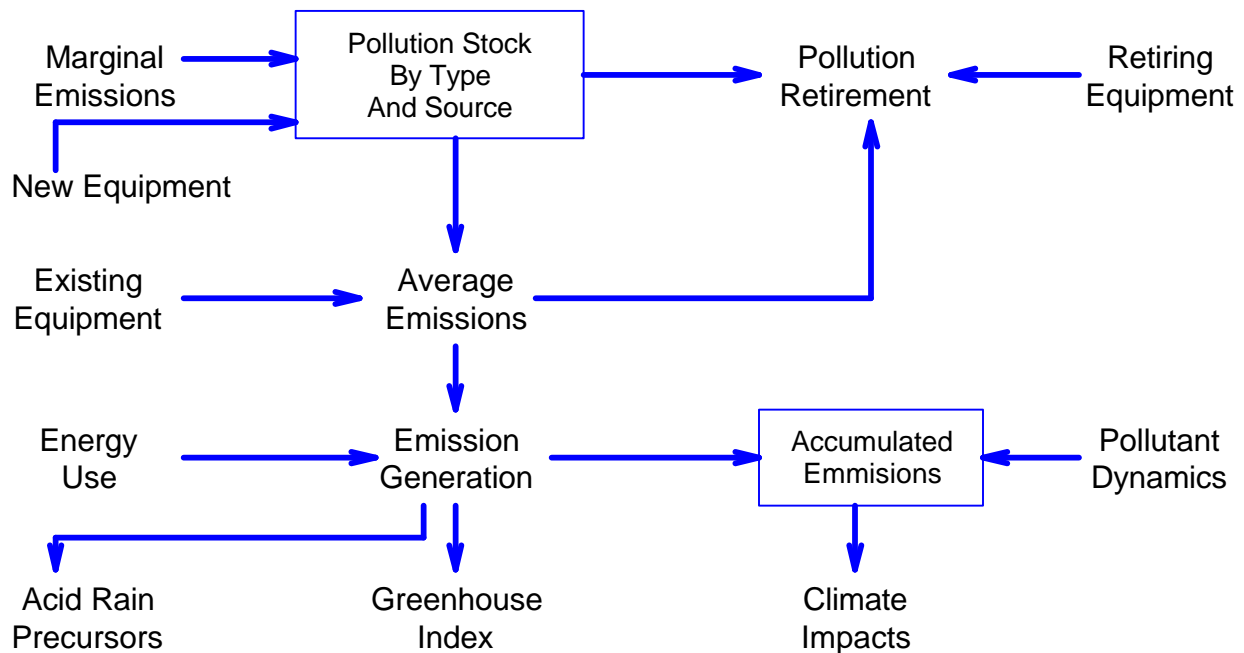 Marginal
Emissions
Pollution Stock
By Type
And Source
Pollution
Retirement
Retiring
Equipment
New Equipment
Existing
Equipment
Average
Emissions
Energy
Use
Emission
Generation
Accumulated
Emmisions
Pollutant
Dynamics
Acid Rain
Precursors
Greenhouse
Index
Climate
Impacts